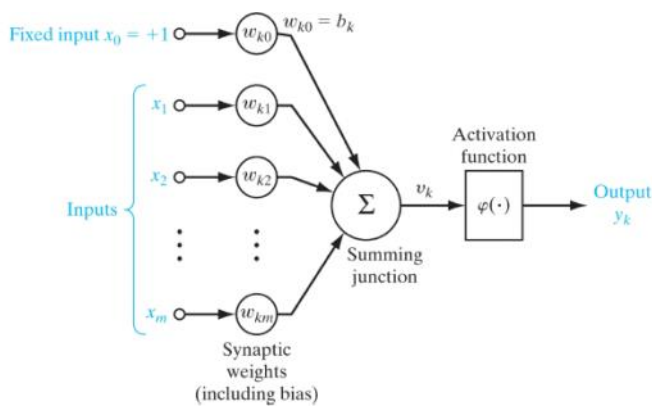 Fixed input x₀ = +1
wₖ₀
wₖ₀ = bₖ
x₁
wₖ₁
x₂
wₖ₂
Inputs
xₘ
wₖₘ
Σ
Summing
junction
vₖ
Activation
function
φ(·)
Output
yₖ
Synaptic
weights
(including bias)